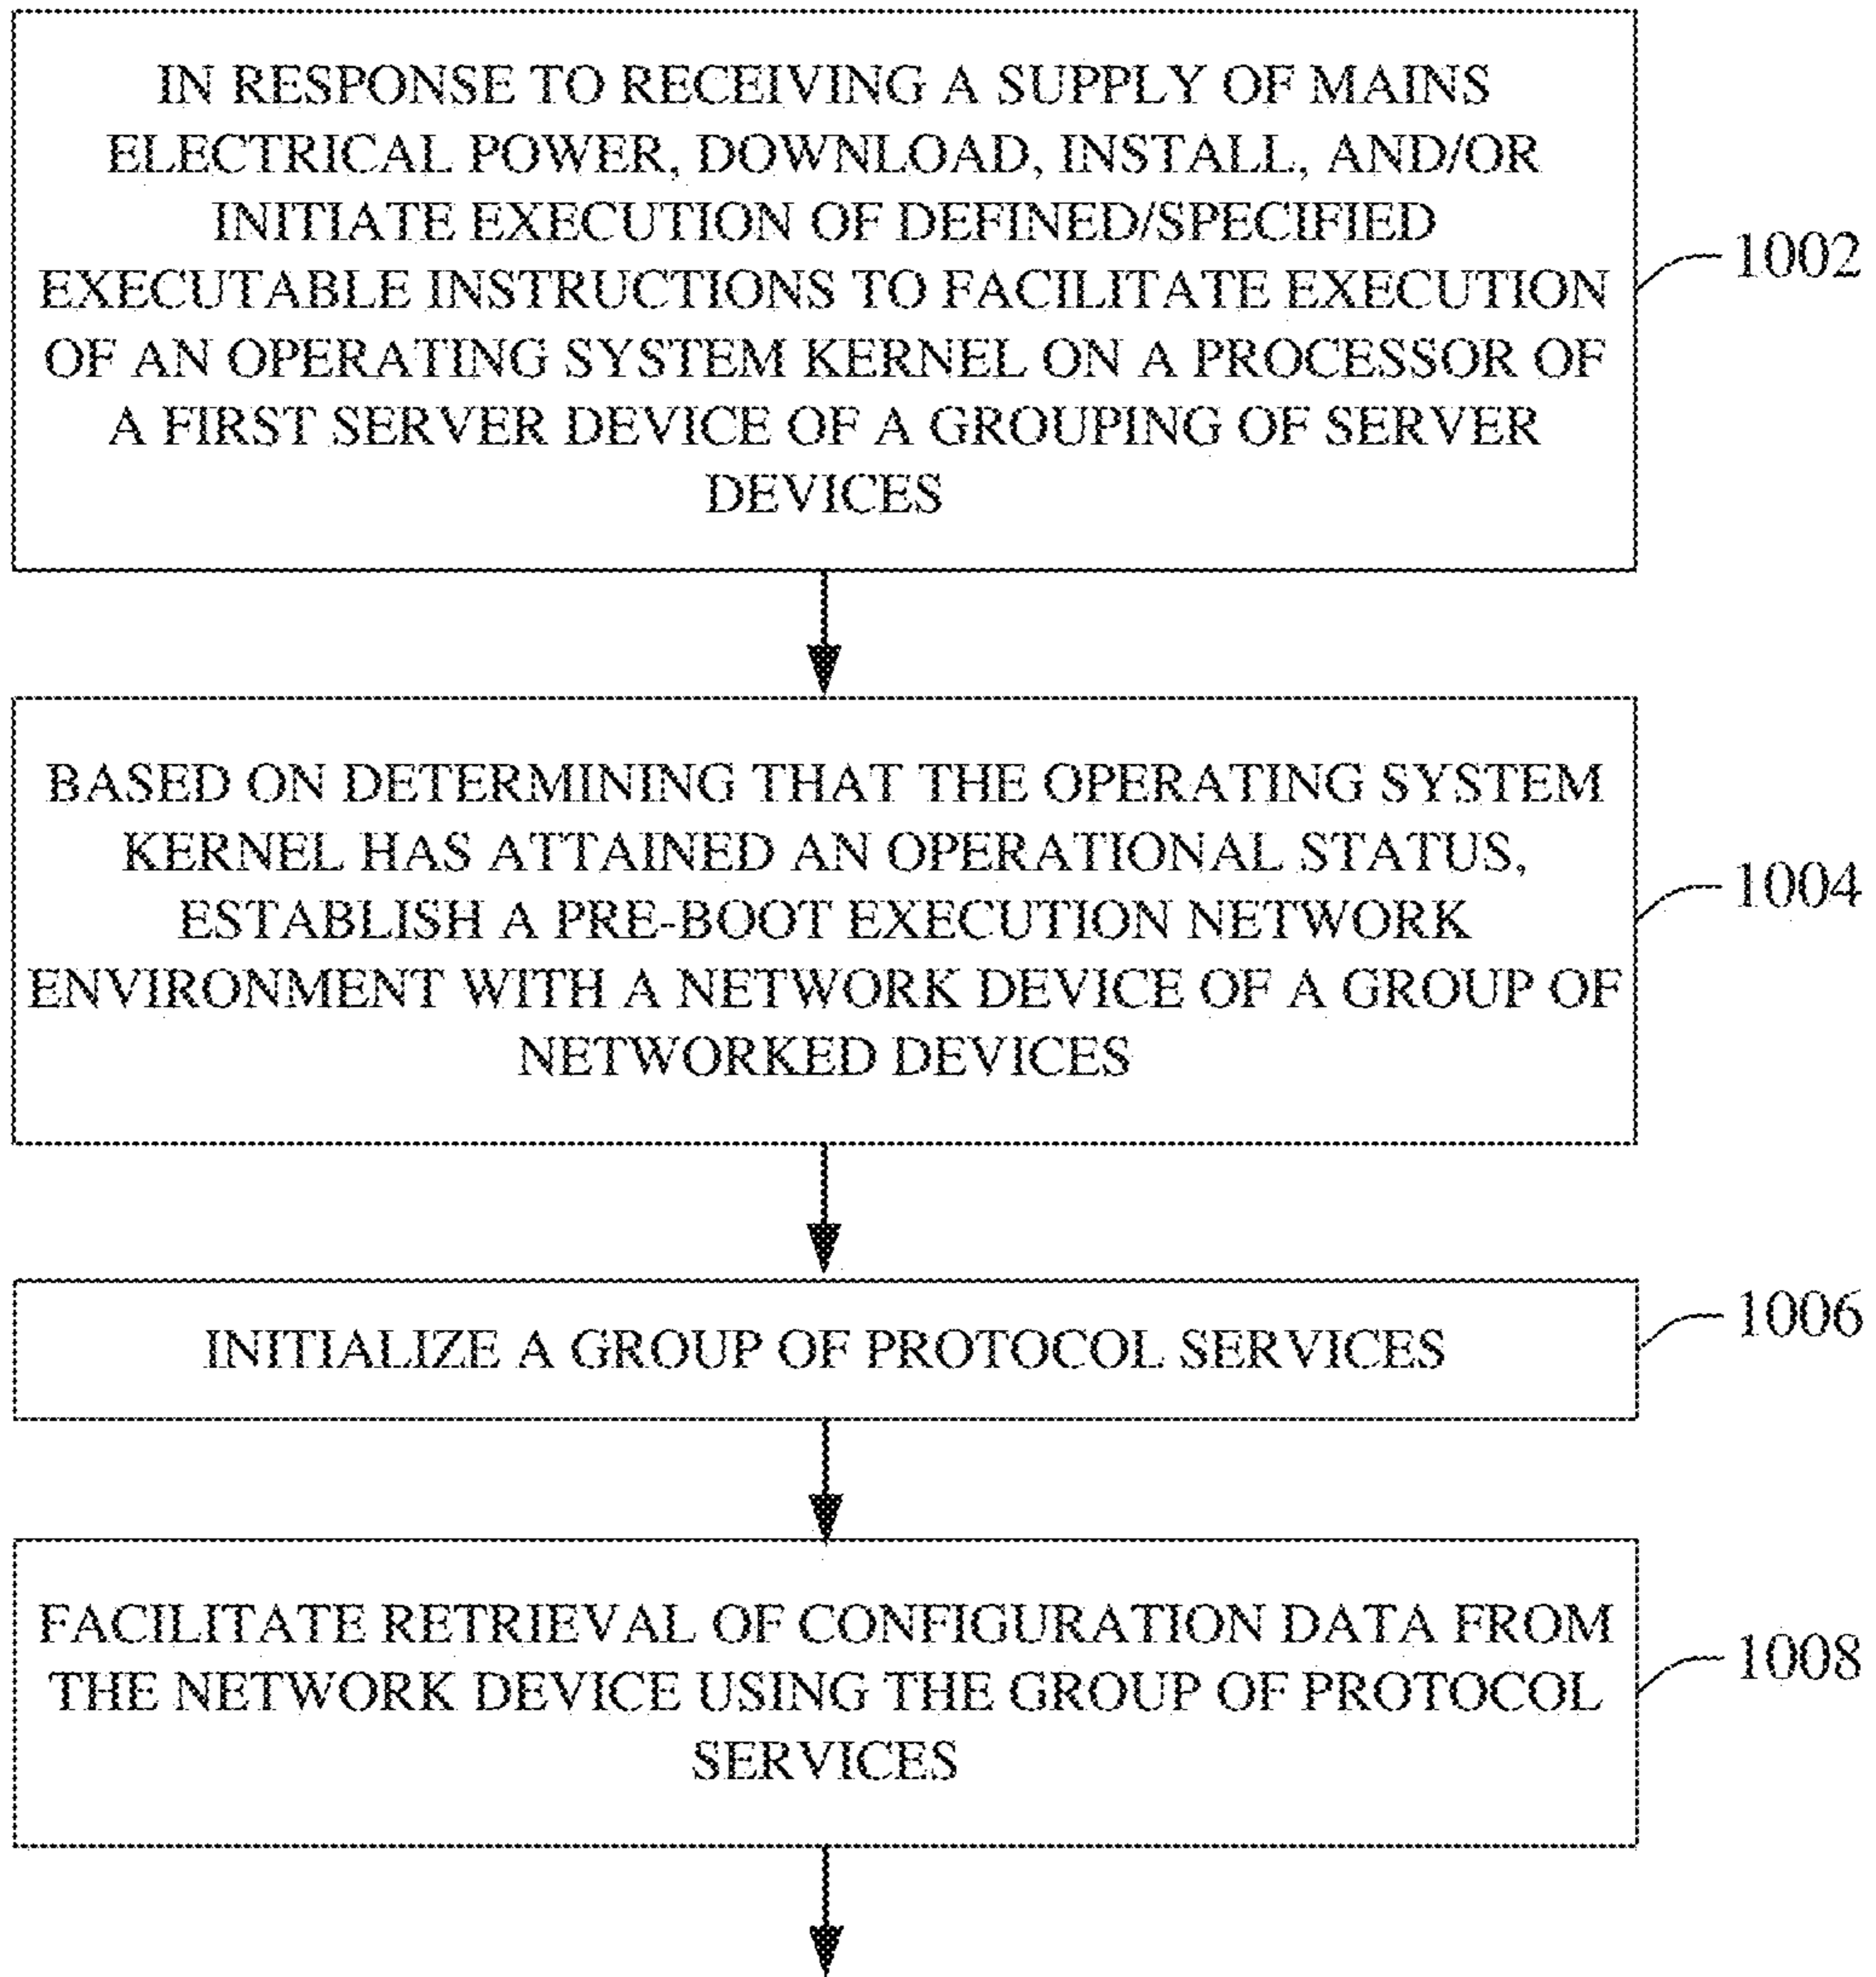 IN RESPONSE TO RECEIVING A SUPPLY OF MAINS
ELECTRICAL POWER, DOWNLOAD, INSTALL, AND/OR
INITIATE EXECUTION OF DEFINED/SPECIFIED
EXECUTABLE INSTRUCTIONS TO FACILITATE EXECUTION
OF AN OPERATING SYSTEM KERNEL ON A PROCESSOR OF
A FIRST SERVER DEVICE OF A GROUPING OF SERVER
DEVICES
1002
BASED ON DETERMINING THAT THE OPERATING SYSTEM
KERNEL HAS ATTAINED AN OPERATIONAL STATUS,
ESTABLISH A PRE-BOOT EXECUTION NETWORK
ENVIRONMENT WITH A NETWORK DEVICE OF A GROUP OF
NETWORKED DEVICES
1004
INITIALIZE A GROUP OF PROTOCOL SERVICES
1006
FACILITATE RETRIEVAL OF CONFIGURATION DATA FROM
THE NETWORK DEVICE USING THE GROUP OF PROTOCOL
SERVICES
1008